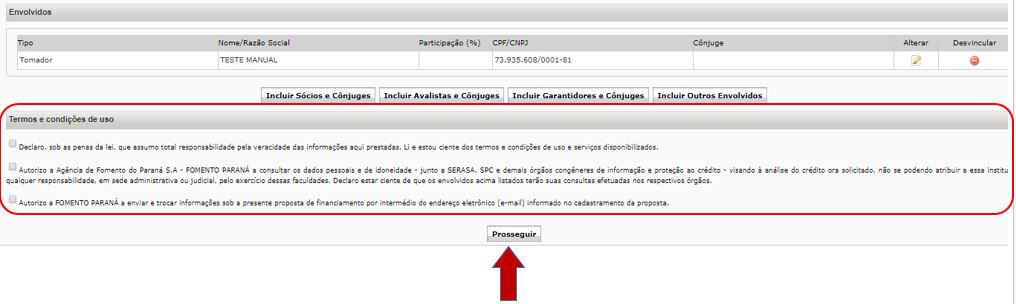 Envolvidos
Tipo Nome/Razão Social Participação (%) CPF/CNPJ Cônjuge Alterar Desvincular
Tomador TESTE MANUAL 73.935.608/0001-81
Incluir Sócios e Cônjuges Incluir Avalistas e Cônjuges Incluir Garantidores e Cônjuges Incluir Outros Envolvidos
Termos e condições de uso
Declaro, sob as penas da lei, que assumo total responsabilidade pela veracidade das informações aqui prestadas. Li e estou ciente dos termos e condições de uso e serviços disponibilizados.
Autorizo a Agência de Fomento do Paraná S.A - FOMENTO PARANÁ a consultar os dados pessoais e de idoneidade - junto a SERASA, SPC e demais órgãos congêneres de informação e proteção ao crédito - visando à análise do crédito ora solicitado, não se podendo atribuir a essa institu
qualquer responsabilidade, em sede administrativa ou judicial, pelo exercício dessas faculdades. Declaro estar ciente de que os envolvidos acima listados terão suas consultas efetuadas nos respectivos órgãos.
Autorizo a FOMENTO PARANÁ a enviar e trocar informações sob a presente proposta de financiamento por intermédio do endereço eletrônico (e-mail) informado no cadastramento da proposta.
Prosseguir